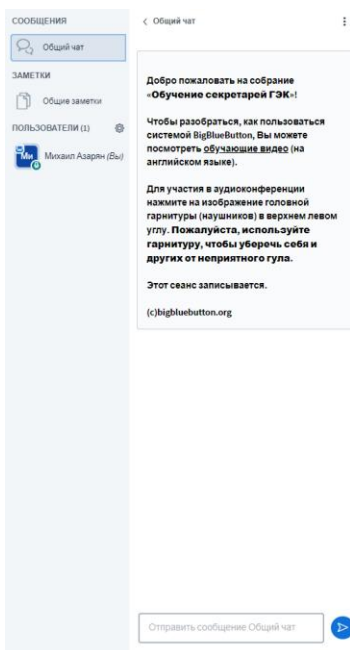 СООБЩЕНИЯ
Общий чат
ЗАМЕТКИ
Общие заметки
ПОЛЬЗОВАТЕЛИ (1)
Ми
Михаил Азарян (Вы)
Общий чат
Добро пожаловать на собрание
«Обучение секретарей ГЭК»!
Чтобы разобраться, как пользоваться
системой BigBlueButton, Вы можете
посмотреть обучающие видео (на
английском языке).
Для участия в аудиоконференции
нажмите на изображение головной
гарнитуры (наушников) в верхнем левом
углу. Пожалуйста, используйте
гарнитуру, чтобы уберечь себя и
других от неприятного гула.
Этот сеанс записывается.
(c)bigbluebutton.org
Отправить сообщение Общий чат